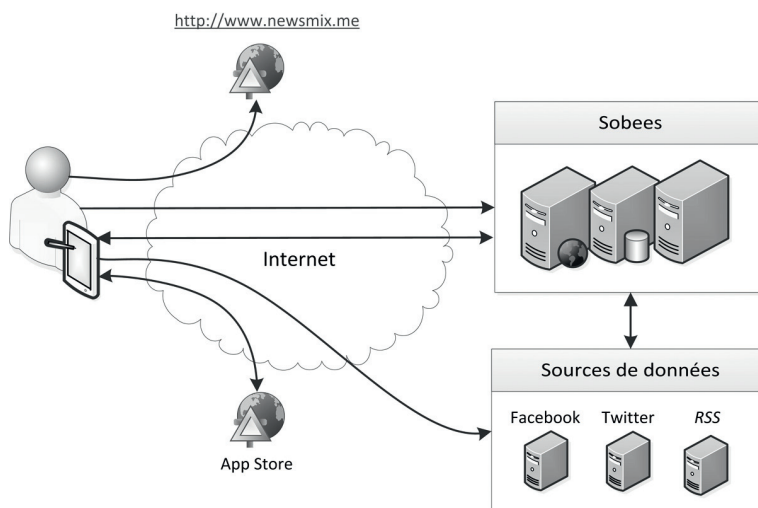 http://www.newsmix.me
Sobees
Internet
Sources de données
Facebook Twitter RSS
App Store